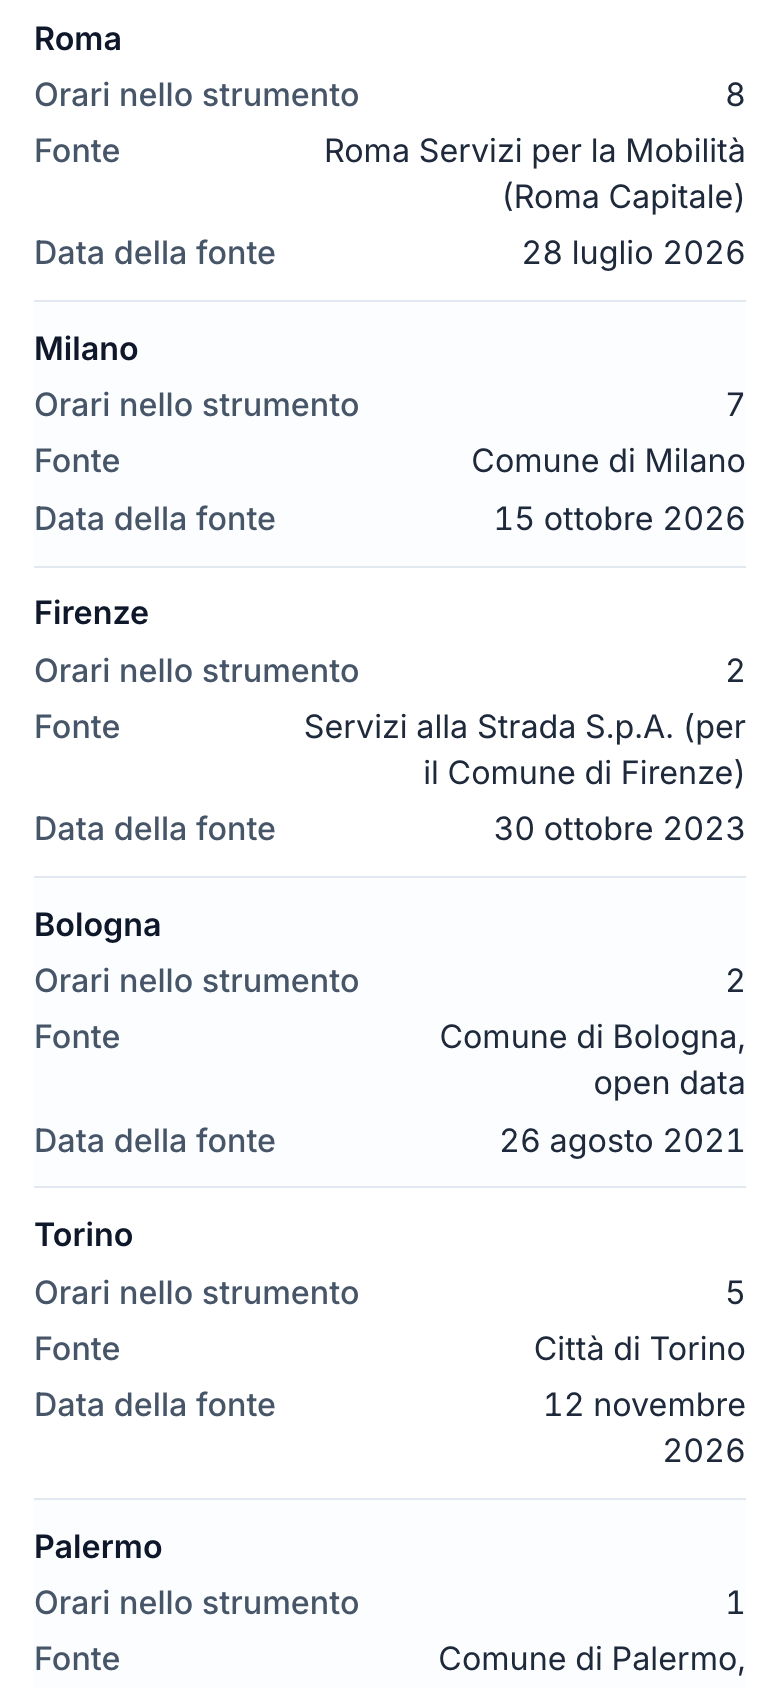 Roma
Orari nello strumento 8
Fonte Roma Servizi per la Mobilità
(Roma Capitale)
Data della fonte 28 luglio 2026
Milano
Orari nello strumento 7
Fonte Comune di Milano
Data della fonte 15 ottobre 2026
Firenze
Orari nello strumento 2
Fonte Servizi alla Strada S.p.A. (per
il Comune di Firenze)
Data della fonte 30 ottobre 2023
Bologna
Orari nello strumento 2
Fonte Comune di Bologna,
open data
Data della fonte 26 agosto 2021
Torino
Orari nello strumento 5
Fonte Città di Torino
Data della fonte 12 novembre
2026
Palermo
Orari nello strumento 1
Fonte Comune di Palermo,